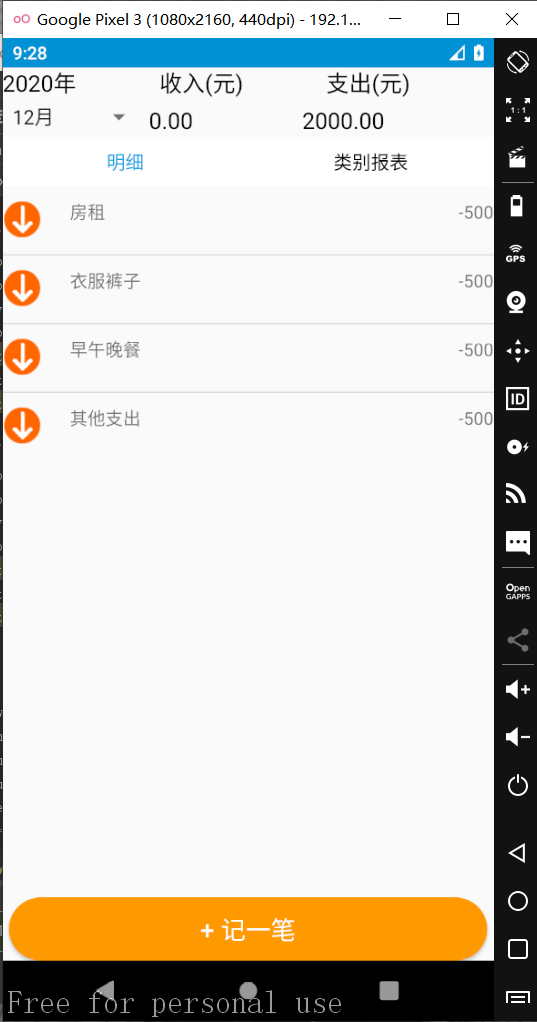 Google Pixel 3 (1080x2160, 440dpi) - 192.1...
9:28
2020年 收入(元) 支出(元)
12月 0.00 2000.00
明细 类别报表
房租 -500
衣服裤子 -500
早午晚餐 -500
其他支出 -500
+ 记一笔
Free for personal use
1:1
GPS
ID
Open
GAPPS